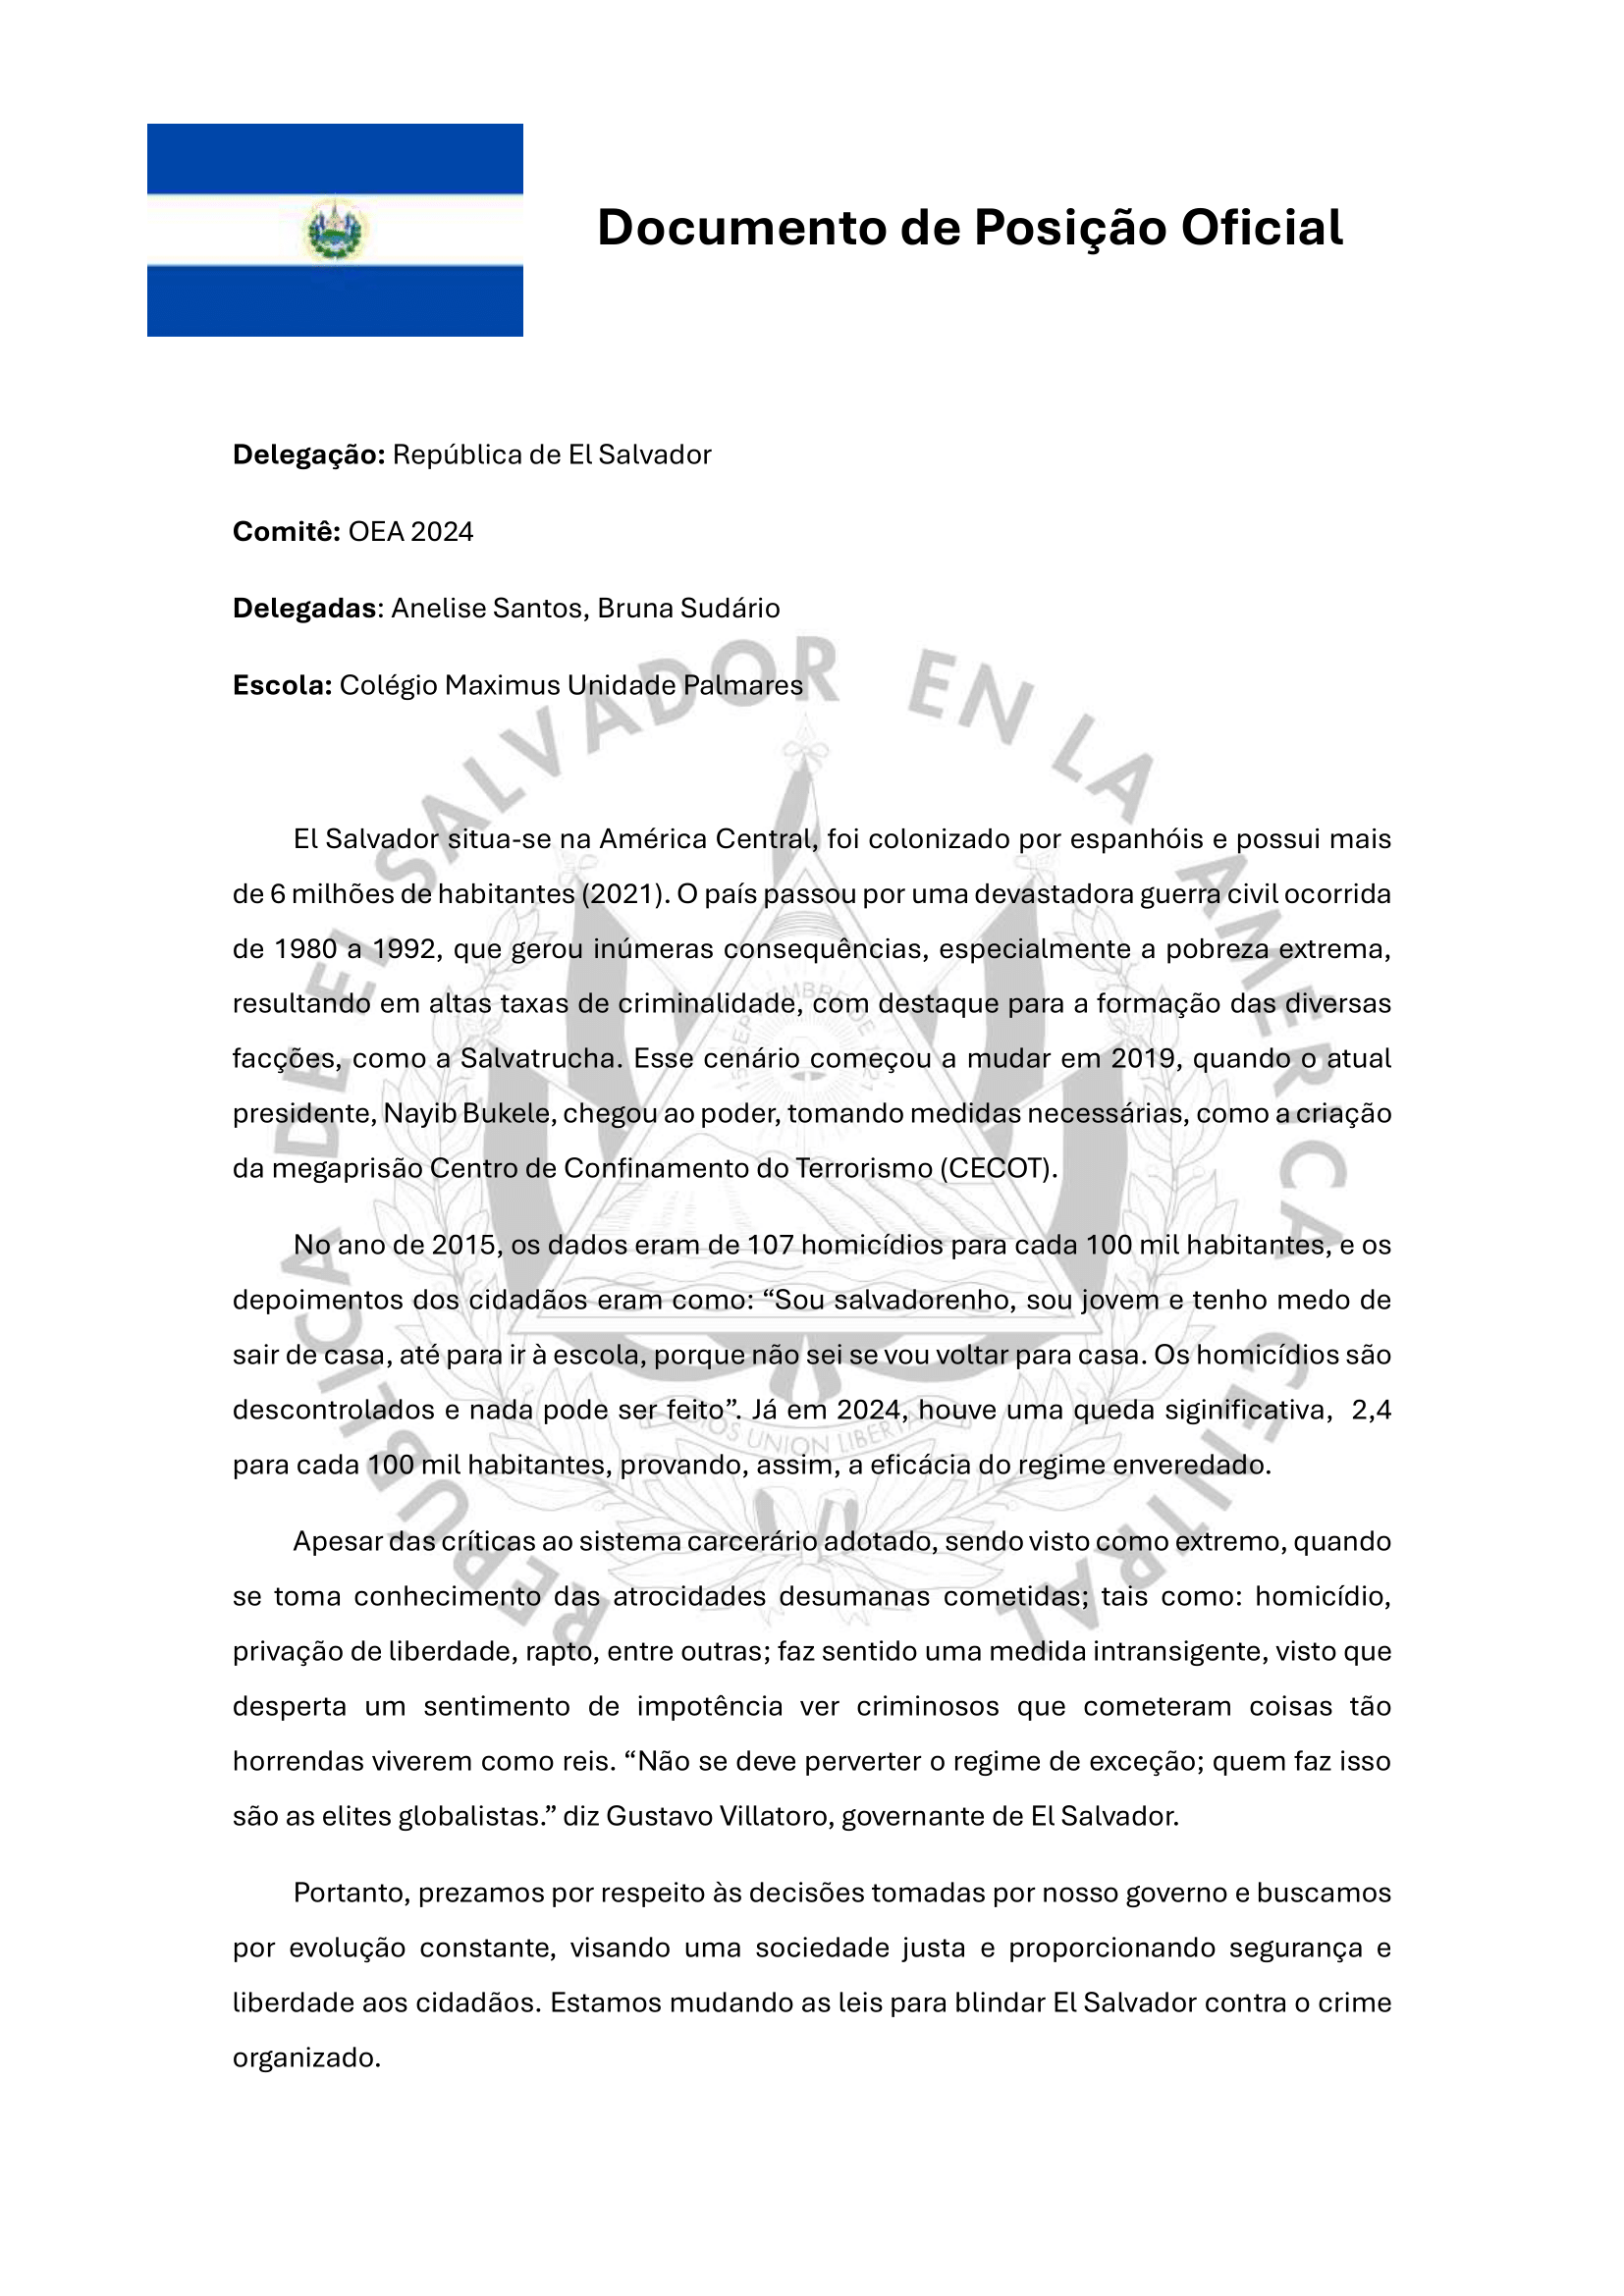 Documento de Posição Oficial
Delegação: República de El Salvador
Comitê: OEA 2024
Delegadas: Anelise Santos, Bruna Sudário
Escola: Colégio Maximus Unidade Palmares
El Salvador situa-se na América Central, foi colonizado por espanhóis e possui mais
de 6 milhões de habitantes (2021). O país passou por uma devastadora guerra civil ocorrida
de 1980 a 1992, que gerou inúmeras consequências, especialmente a pobreza extrema,
resultando em altas taxas de criminalidade, com destaque para a formação das diversas
facções, como a Salvatrucha. Esse cenário começou a mudar em 2019, quando o atual
presidente, Nayib Bukele, chegou ao poder, tomando medidas necessárias, como a criação
da megaprisão Centro de Confinamento do Terrorismo (CECOT).
No ano de 2015, os dados eram de 107 homicídios para cada 100 mil habitantes, e os
depoimentos dos cidadãos eram como: “Sou salvadorenho, sou jovem e tenho medo de
sair de casa, até para ir à escola, porque não sei se vou voltar para casa. Os homicídios são
descontrolados e nada pode ser feito”. Já em 2024, houve uma queda siginificativa, 2,4
para cada 100 mil habitantes, provando, assim, a eficácia do regime enveredado.
Apesar das críticas ao sistema carcerário adotado, sendo visto como extremo, quando
se toma conhecimento das atrocidades desumanas cometidas; tais como: homicídio,
privação de liberdade, rapto, entre outras; faz sentido uma medida intransigente, visto que
desperta um sentimento de impotência ver criminosos que cometeram coisas tão
horrendas viverem como reis. “Não se deve perverter o regime de exceção; quem faz isso
são as elites globalistas.” diz Gustavo Villatoro, governante de El Salvador.
Portanto, prezamos por respeito às decisões tomadas por nosso governo e buscamos
por evolução constante, visando uma sociedade justa e proporcionando segurança e
liberdade aos cidadãos. Estamos mudando as leis para blindar El Salvador contra o crime
organizado.
REPUBLICA DE EL SALVADOR EN LA AMERICA CENTRAL
UNION